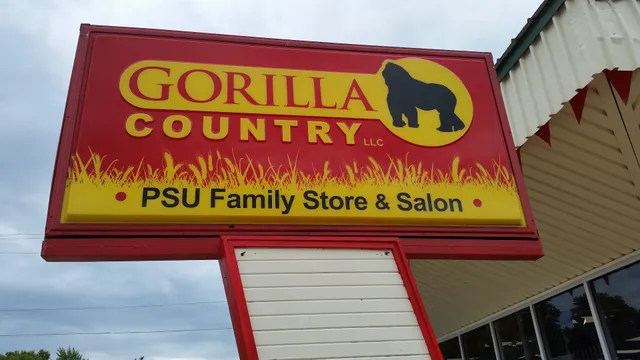 GORILLA
COUNTRY LLC
• PSU Family Store & Salon •